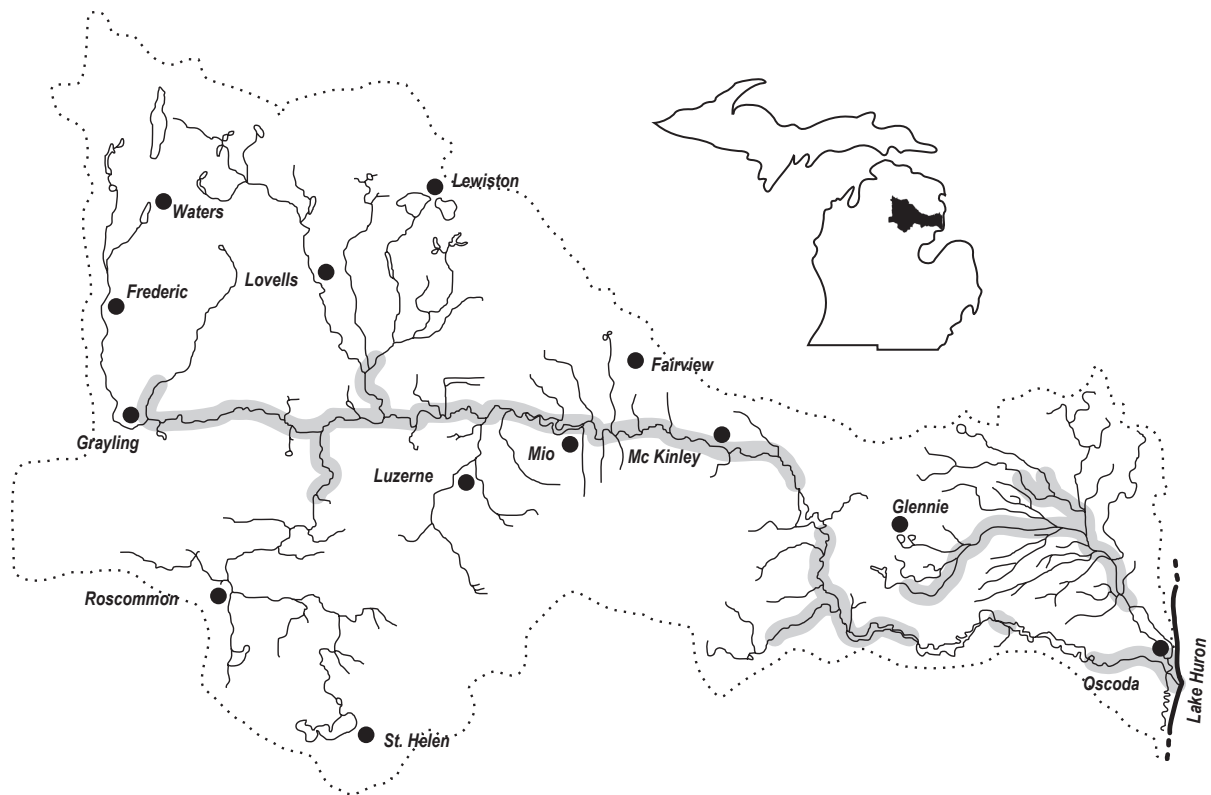 Lewiston
Waters
Lovells
Frederic
Fairview
Grayling
Mio
Mc Kinley
Luzerne
Glennie
Roscommon
Oscoda
Lake Huron
St. Helen